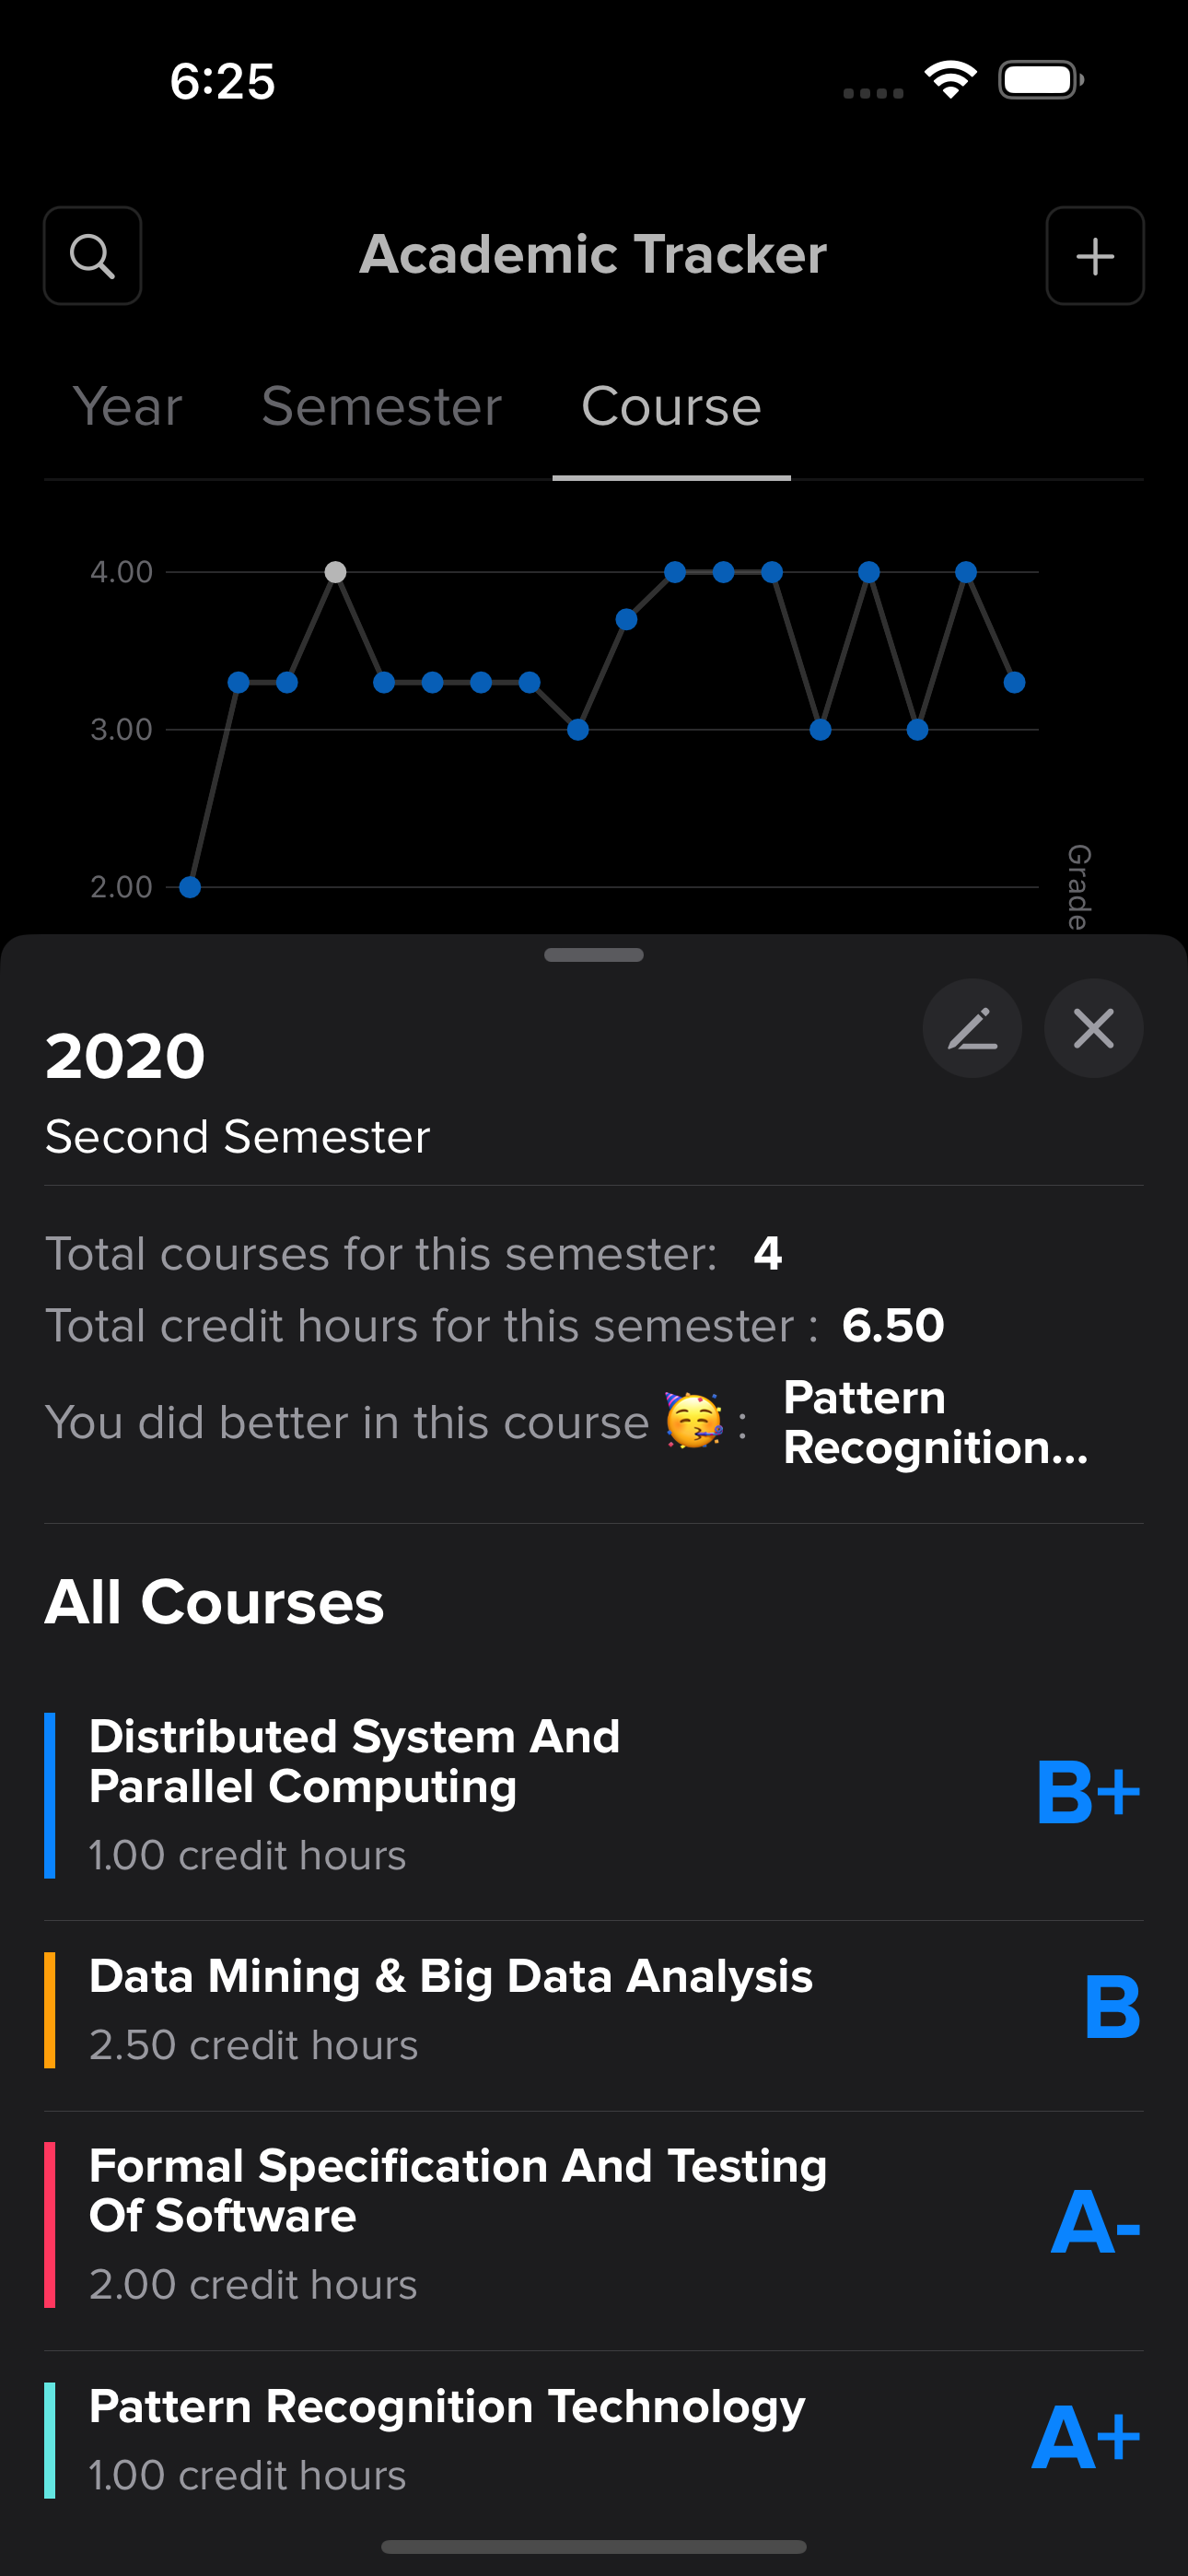 6:25
Academic Tracker
Year Semester Course
4.00
3.00
2.00
Grade
2020
Second Semester
Total courses for this semester: 4
Total credit hours for this semester : 6.50
You did better in this course 🥳 : Pattern
Recognition...
All Courses
Distributed System And
Parallel Computing
B+
1.00 credit hours
Data Mining & Big Data Analysis
B
2.50 credit hours
Formal Specification And Testing
Of Software
A-
2.00 credit hours
Pattern Recognition Technology
A+
1.00 credit hours